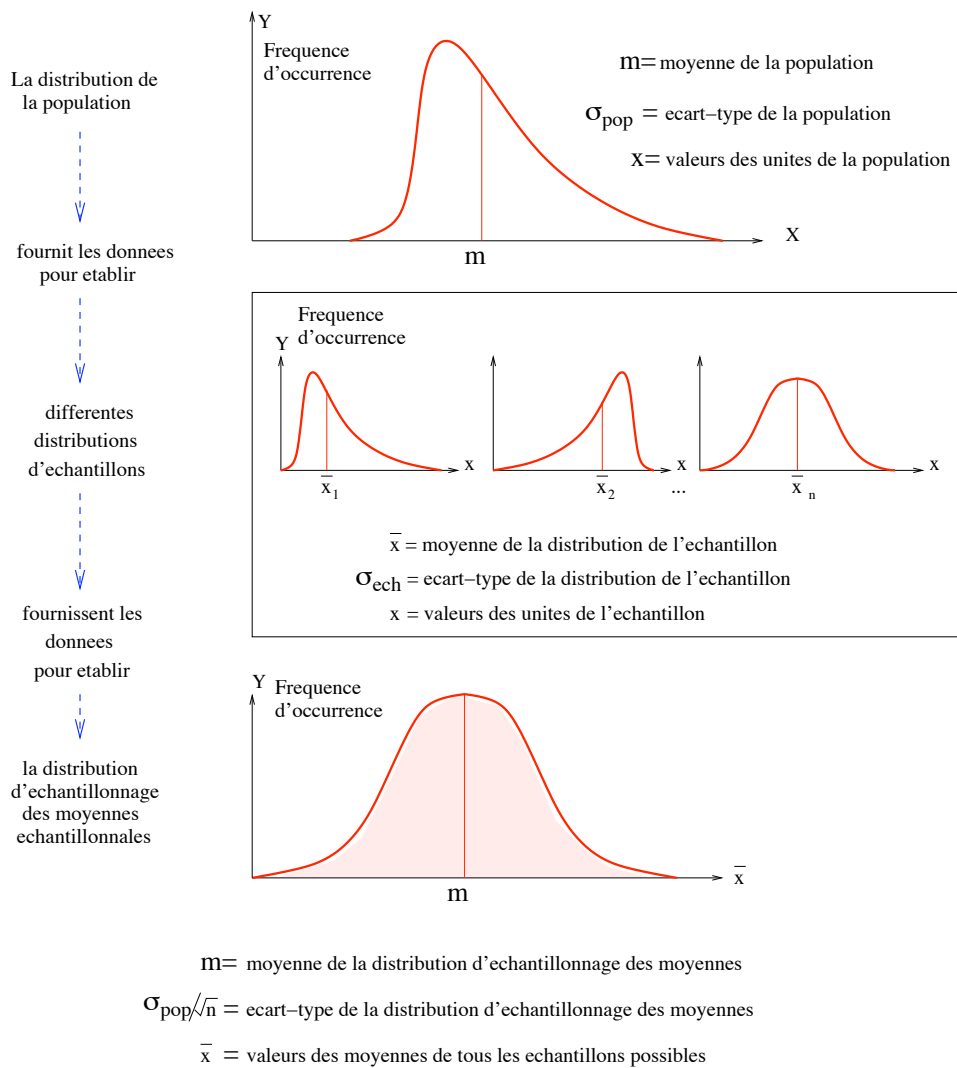 La distribution de
la population
fournit les donnees
pour etablir
differentes
distributions
d'echantillons
fournissent les
donnees
pour etablir
la distribution
d'echantillonnage
des moyennes
echantillonnales
Y
Frequence
d'occurrence
m= moyenne de la population
σpop = ecart–type de la population
x= valeurs des unites de la population
X
m
Frequence
d'occurrence
Y
x
x̄1
x
x̄2
...
x
x̄n
x̄ = moyenne de la distribution de l'echantillon
σech = ecart–type de la distribution de l'echantillon
x = valeurs des unites de l'echantillon
Y
Frequence
d'occurrence
x̄
m
m= moyenne de la distribution d'echantillonnage des moyennes
σpop/√n = ecart–type de la distribution d'echantillonnage des moyennes
x̄ = valeurs des moyennes de tous les echantillons possibles